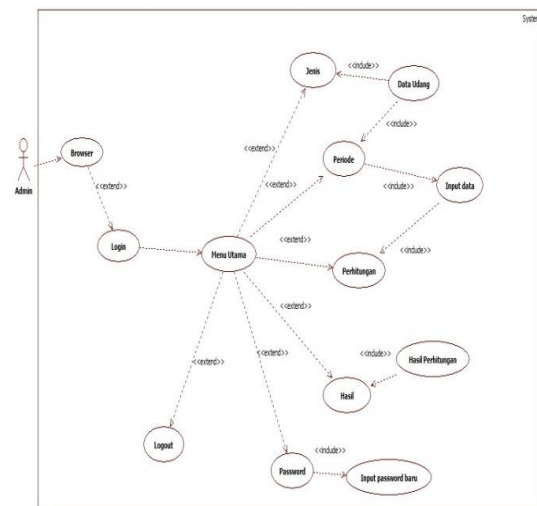 System
Jenis
<<include>>
Data Udang
<<include>>
Admin
Browser
<<extend>>
<<extend>>
Periode
<<extend>>
<<include>>
Input data
Login
Menu Utama
<<extend>>
Perhitungan
<<include>>
<<extend>>
<<extend>>
<<extend>>
<<include>>
Hasil Perhitungan
Hasil
Logout
Password
<<include>>
Input password baru